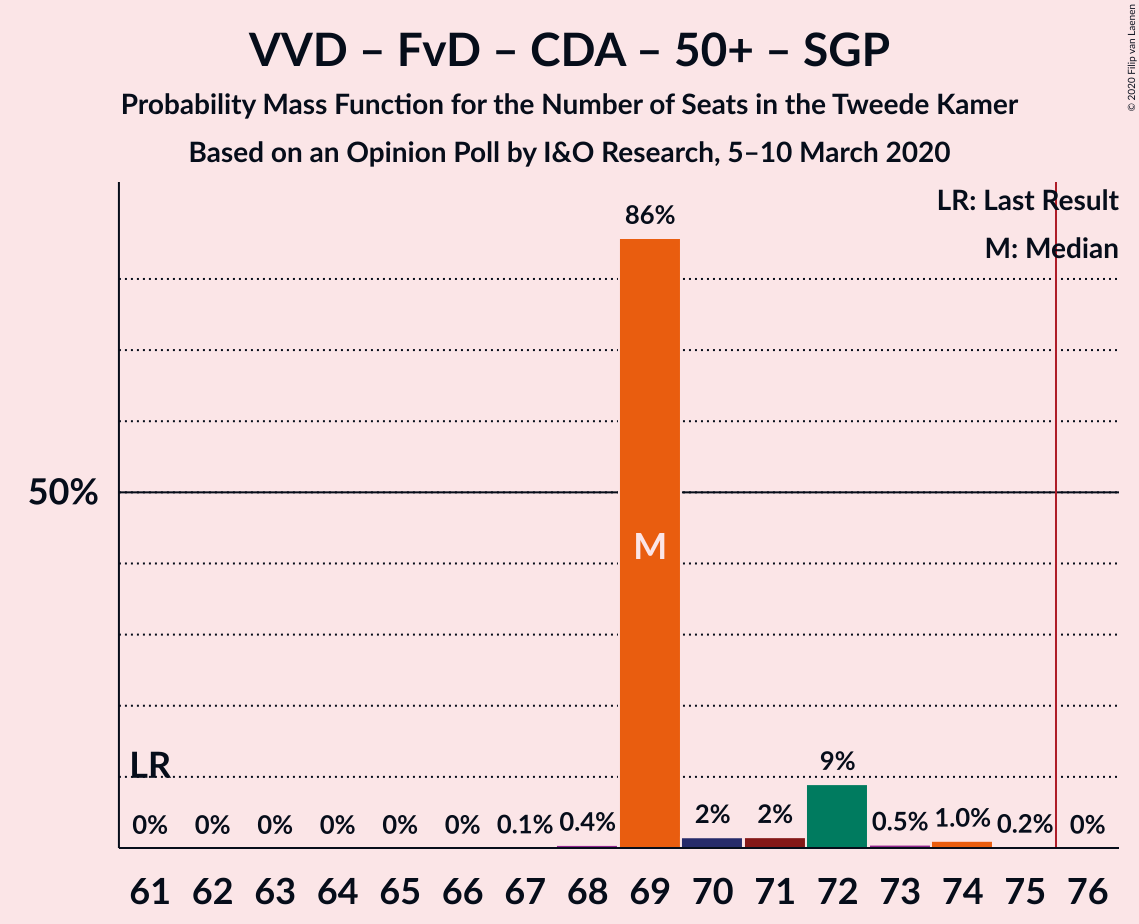 VVD – FvD – CDA – 50+ – SGP
Probability Mass Function for the Number of Seats in the Tweede Kamer
Based on an Opinion Poll by I&O Research, 5–10 March 2020
© 2020 Filip van Laenen
LR: Last Result
M: Median
86%
50%
M
LR
0% 0% 0% 0% 0% 0% 0.1% 0.4% 2% 2% 9% 0.5% 1.0% 0.2% 0%
61 62 63 64 65 66 67 68 69 70 71 72 73 74 75 76